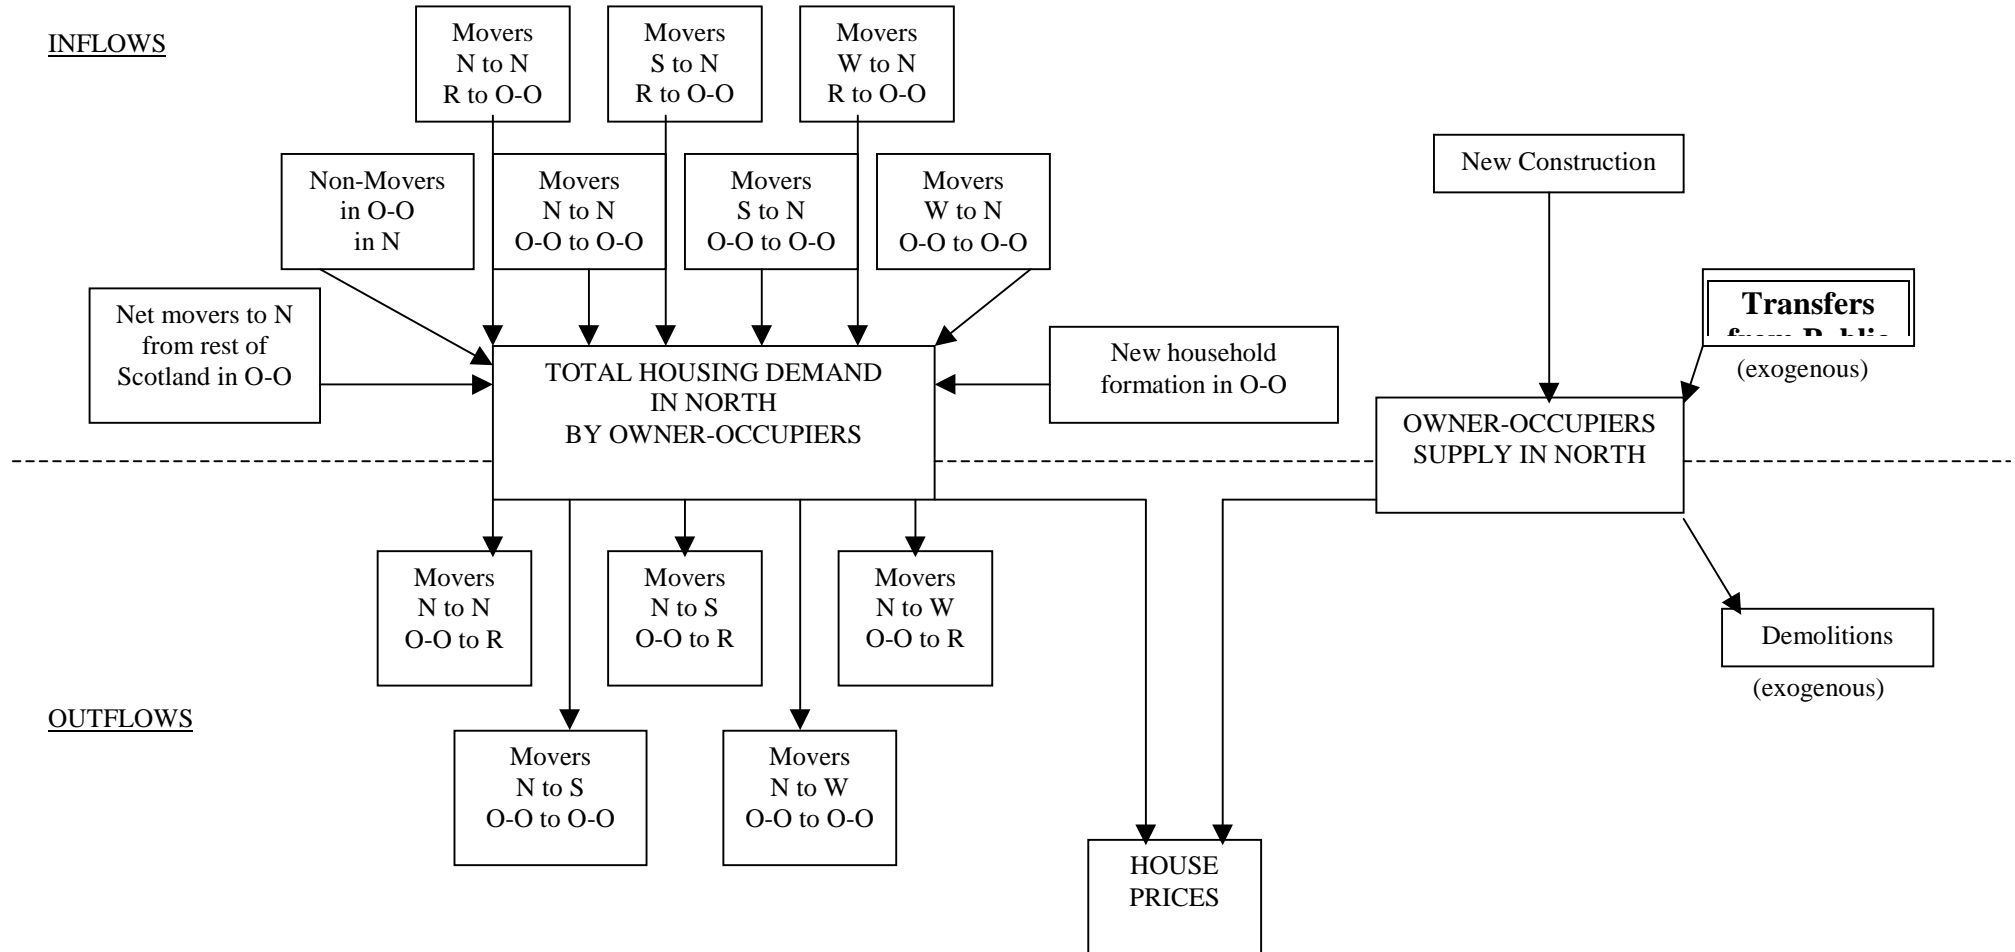 INFLOWS
Movers
N to N
R to O-O
Movers
S to N
R to O-O
Movers
W to N
R to O-O
New Construction
Non-Movers
in O-O
in N
Movers
N to N
O-O to O-O
Movers
S to N
O-O to O-O
Movers
W to N
O-O to O-O
Transfers
from Public
(exogenous)
Net movers to N
from rest of
Scotland in O-O
TOTAL HOUSING DEMAND
IN NORTH
BY OWNER-OCCUPIERS
New household
formation in O-O
OWNER-OCCUPIERS
SUPPLY IN NORTH
Movers
N to N
O-O to R
Movers
N to S
O-O to R
Movers
N to W
O-O to R
Demolitions
(exogenous)
OUTFLOWS
Movers
N to S
O-O to O-O
Movers
N to W
O-O to O-O
HOUSE
PRICES